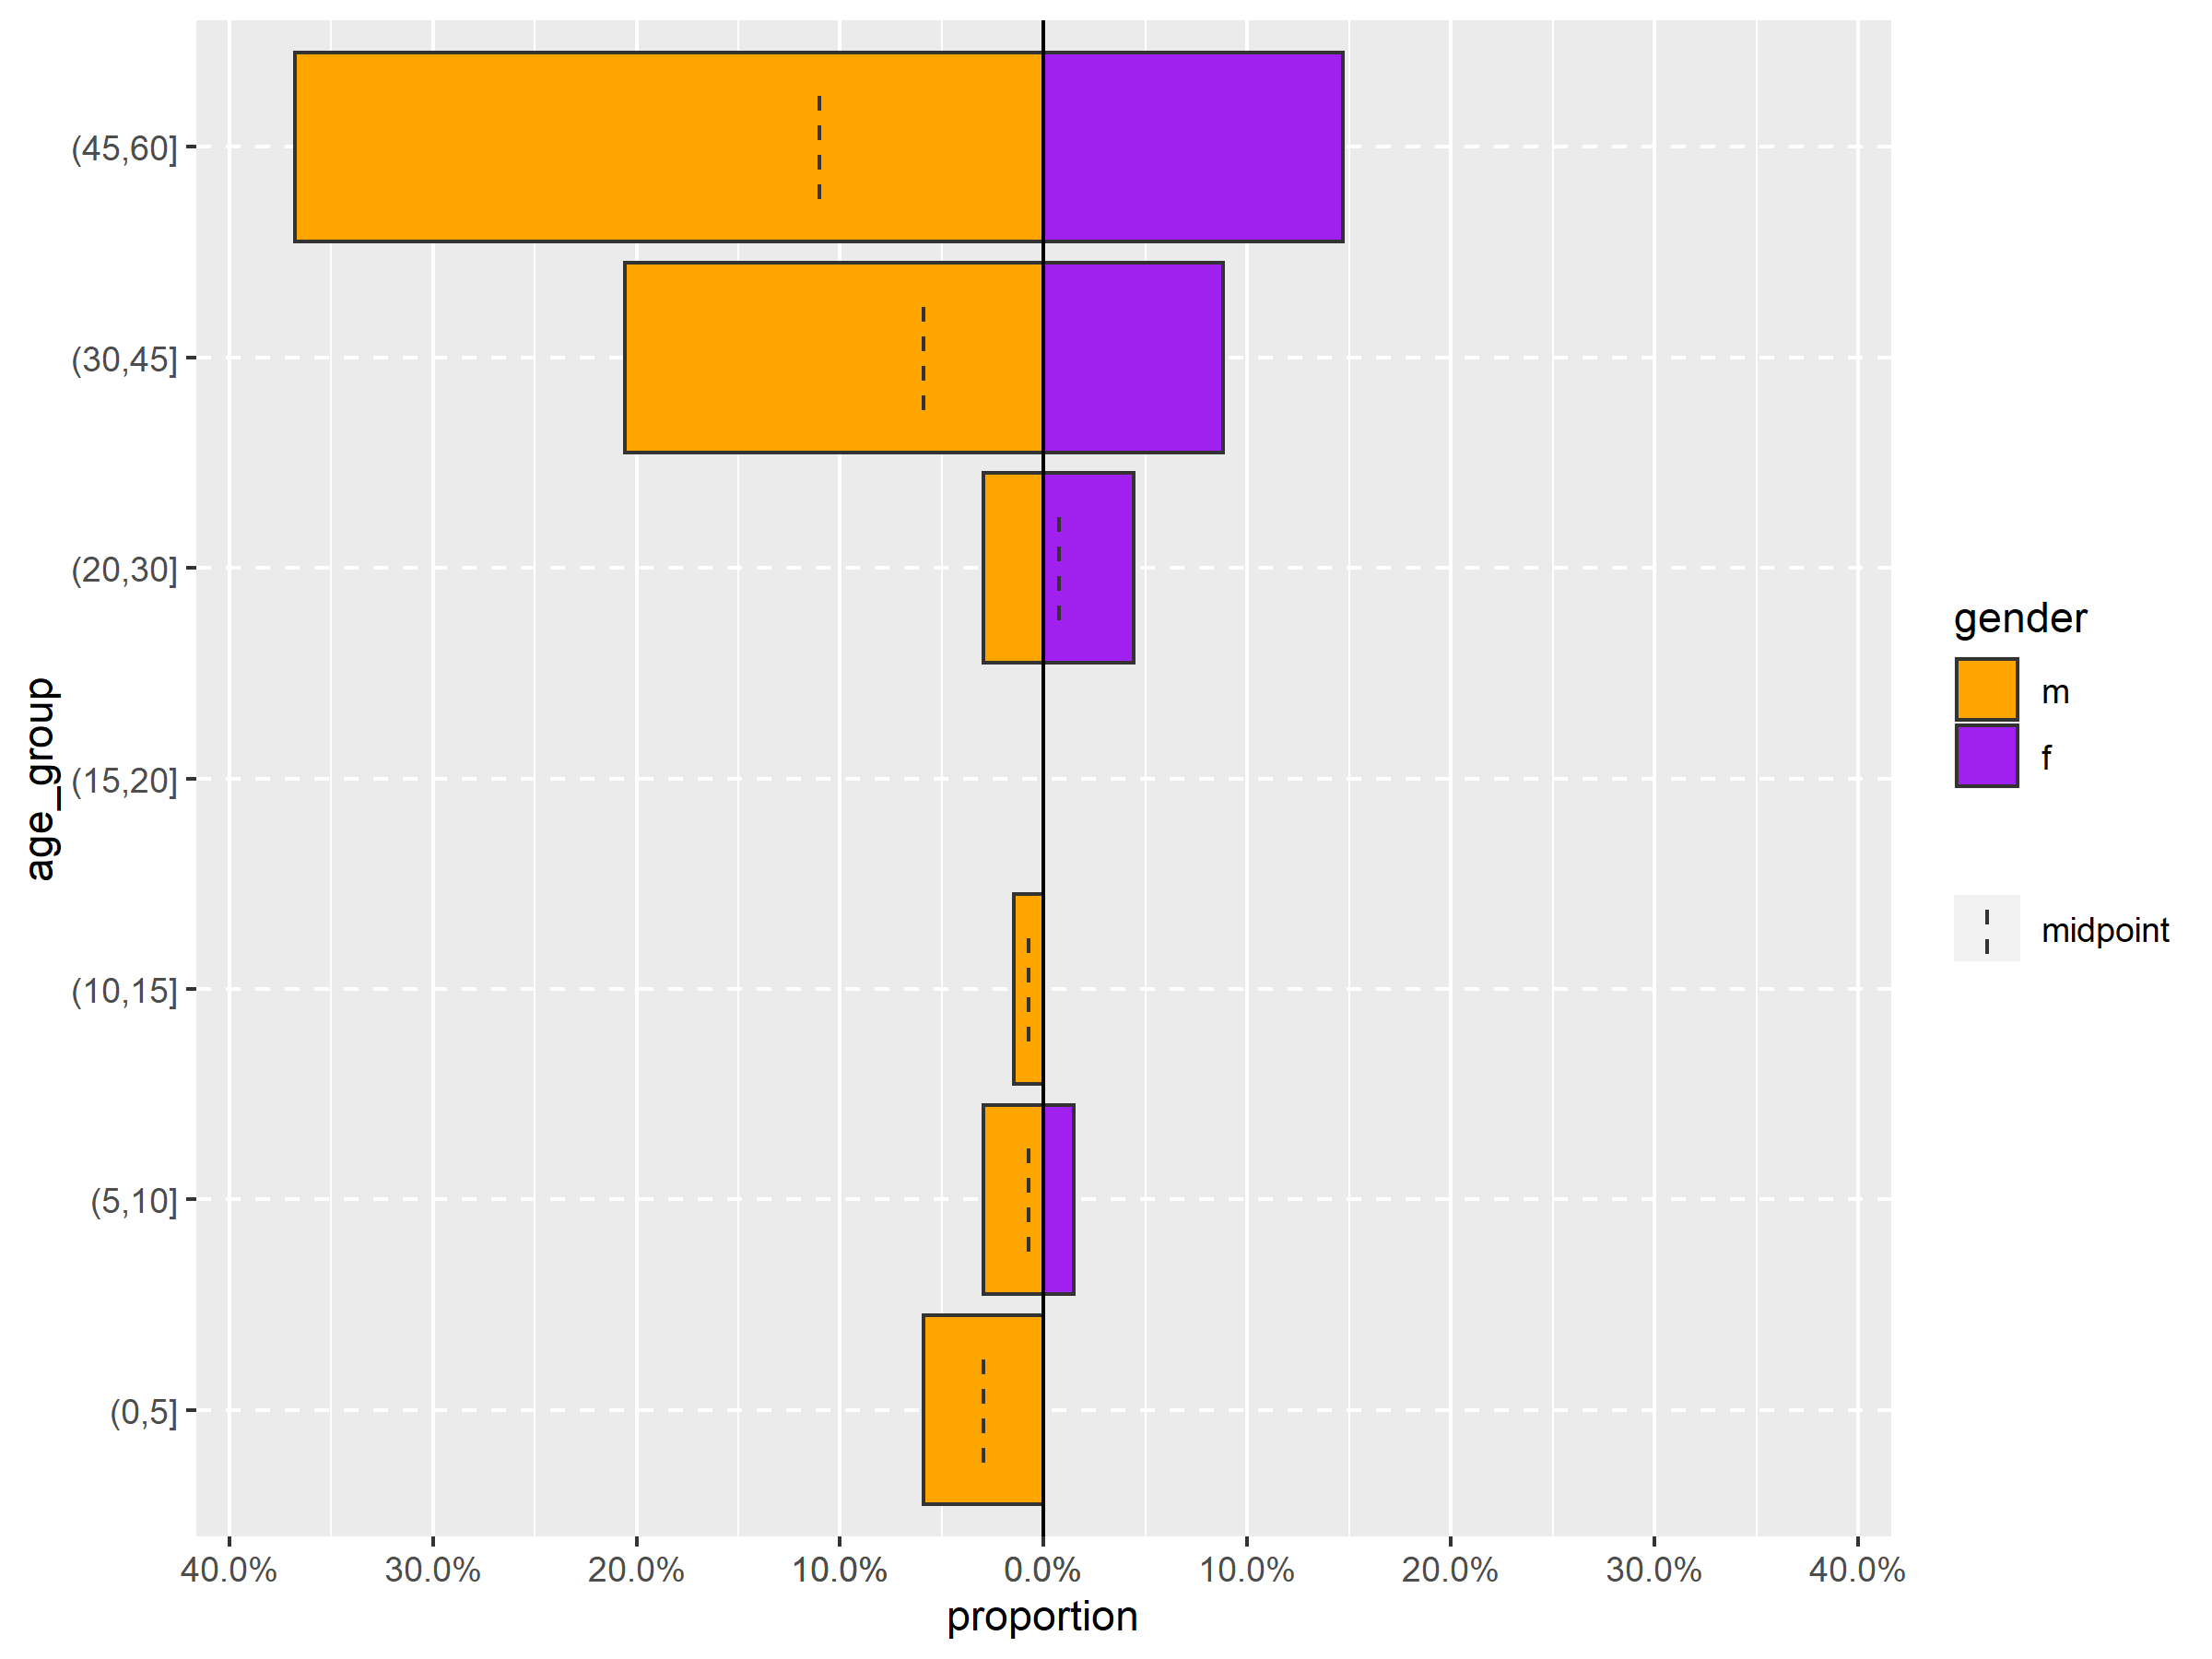 age_group
(45,60]
(30,45]
(20,30]
(15,20]
(10,15]
(5,10]
(0,5]
40.0% 30.0% 20.0% 10.0% 0.0% 10.0% 20.0% 30.0% 40.0%
proportion
gender
m
f
midpoint